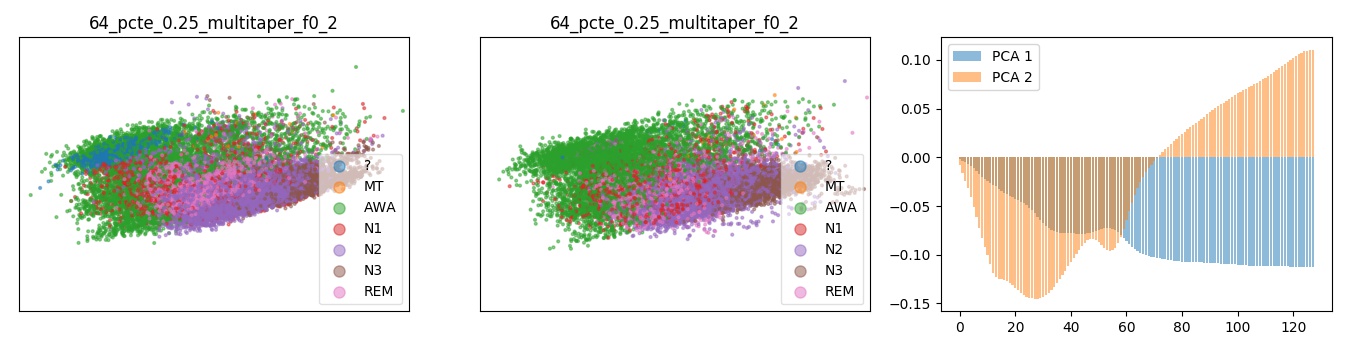 64_pcte_0.25_multitaper_f0_2
?
MT
AWA
N1
N2
N3
REM
64_pcte_0.25_multitaper_f0_2
?
MT
AWA
N1
N2
N3
REM
PCA 1
PCA 2
0.10
0.05
0.00
−0.05
−0.10
−0.15
0 20 40 60 80 100 120